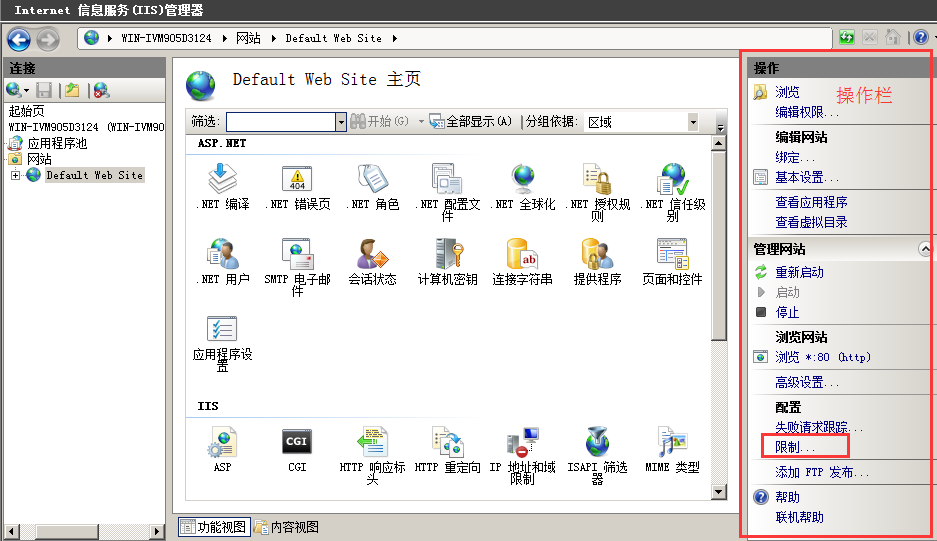 Internet 信息服务(IIS)管理器
WIN-IVM905D3124 网站 Default Web Site
连接
起始页
WIN-IVM905D3124 (WIN-IVM90
应用程序池
网站
Default Web Site
Default Web Site 主页
筛选: 开始(G) 全部显示(A) 分组依据: 区域
ASP.NET
.NET 编译
.NET 错误页
.NET 角色
.NET 配置文件
.NET 全球化
.NET 授权规则
.NET 信任级别
.NET 用户
SMTP 电子邮件
会话状态
计算机密钥
连接字符串
提供程序
页面和控件
应用程序设置
IIS
ASP
CGI
HTTP 响应标头
HTTP 重定向
IP 地址和域限制
ISAPI 筛选器
MIME 类型
功能视图 内容视图
操作
浏览
操作栏
编辑权限...
编辑网站
绑定...
基本设置...
查看应用程序
查看虚拟目录
管理网站
重新启动
启动
停止
浏览网站
浏览 *:80 (http)
高级设置...
配置
失败请求跟踪...
限制...
添加 FTP 发布...
帮助
联机帮助